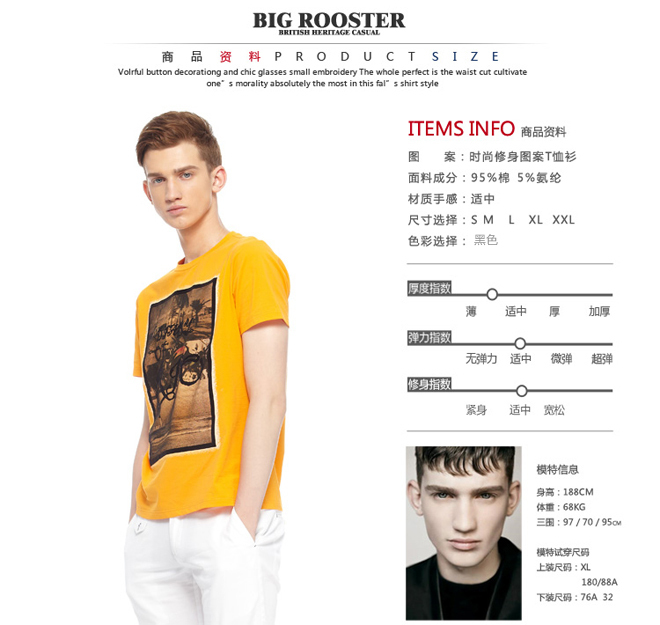 BIG ROOSTER
BRITISH HERITAGE CASUAL
商 品 资 料 P R O D U C T S I Z E
Volrful button decorationg and chic glasses small embroidery The whole perfect is the waist cut cultivate
one”s morality absolutely the most in this fal”s shirt style
ITEMS INFO 商品资料
图 案：时尚修身图案T恤衫
面料成分：95%棉 5%氨纶
材质手感：适中
尺寸选择：S M L XL XXL
色彩选择：黑色
厚度指数
薄 适中 厚 加厚
弹力指数
无弹力 适中 微弹 超弹
修身指数
紧身 适中 宽松
模特信息
身高：188CM
体重：68KG
三围：97 / 70 / 95CM
模特试穿尺码
上装尺码：XL
180/88A
下装尺码：76A 32